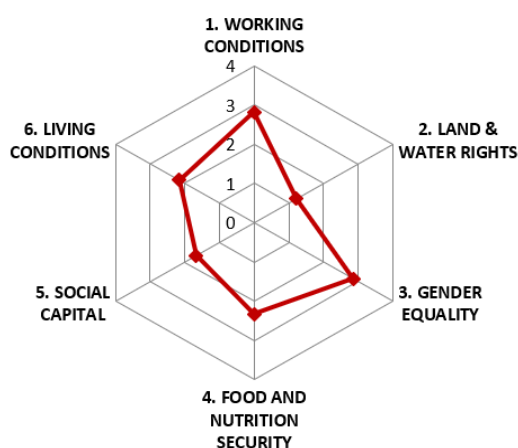 1. WORKING
CONDITIONS
4
3
2
1
0
2. LAND &
WATER RIGHTS
3. GENDER
EQUALITY
4. FOOD AND
NUTRITION
SECURITY
5. SOCIAL
CAPITAL
6. LIVING
CONDITIONS